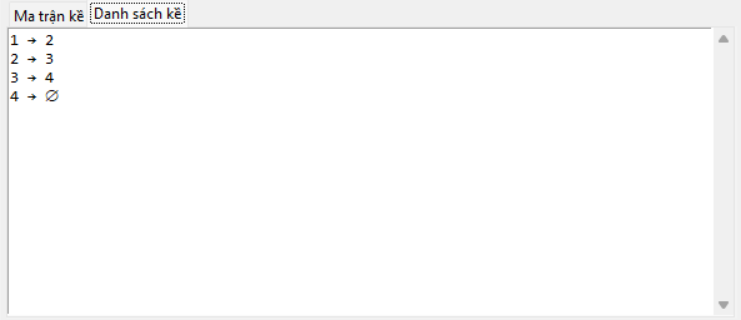 Ma trận kề Danh sách kề
1 → 2
2 → 3
3 → 4
4 → ∅